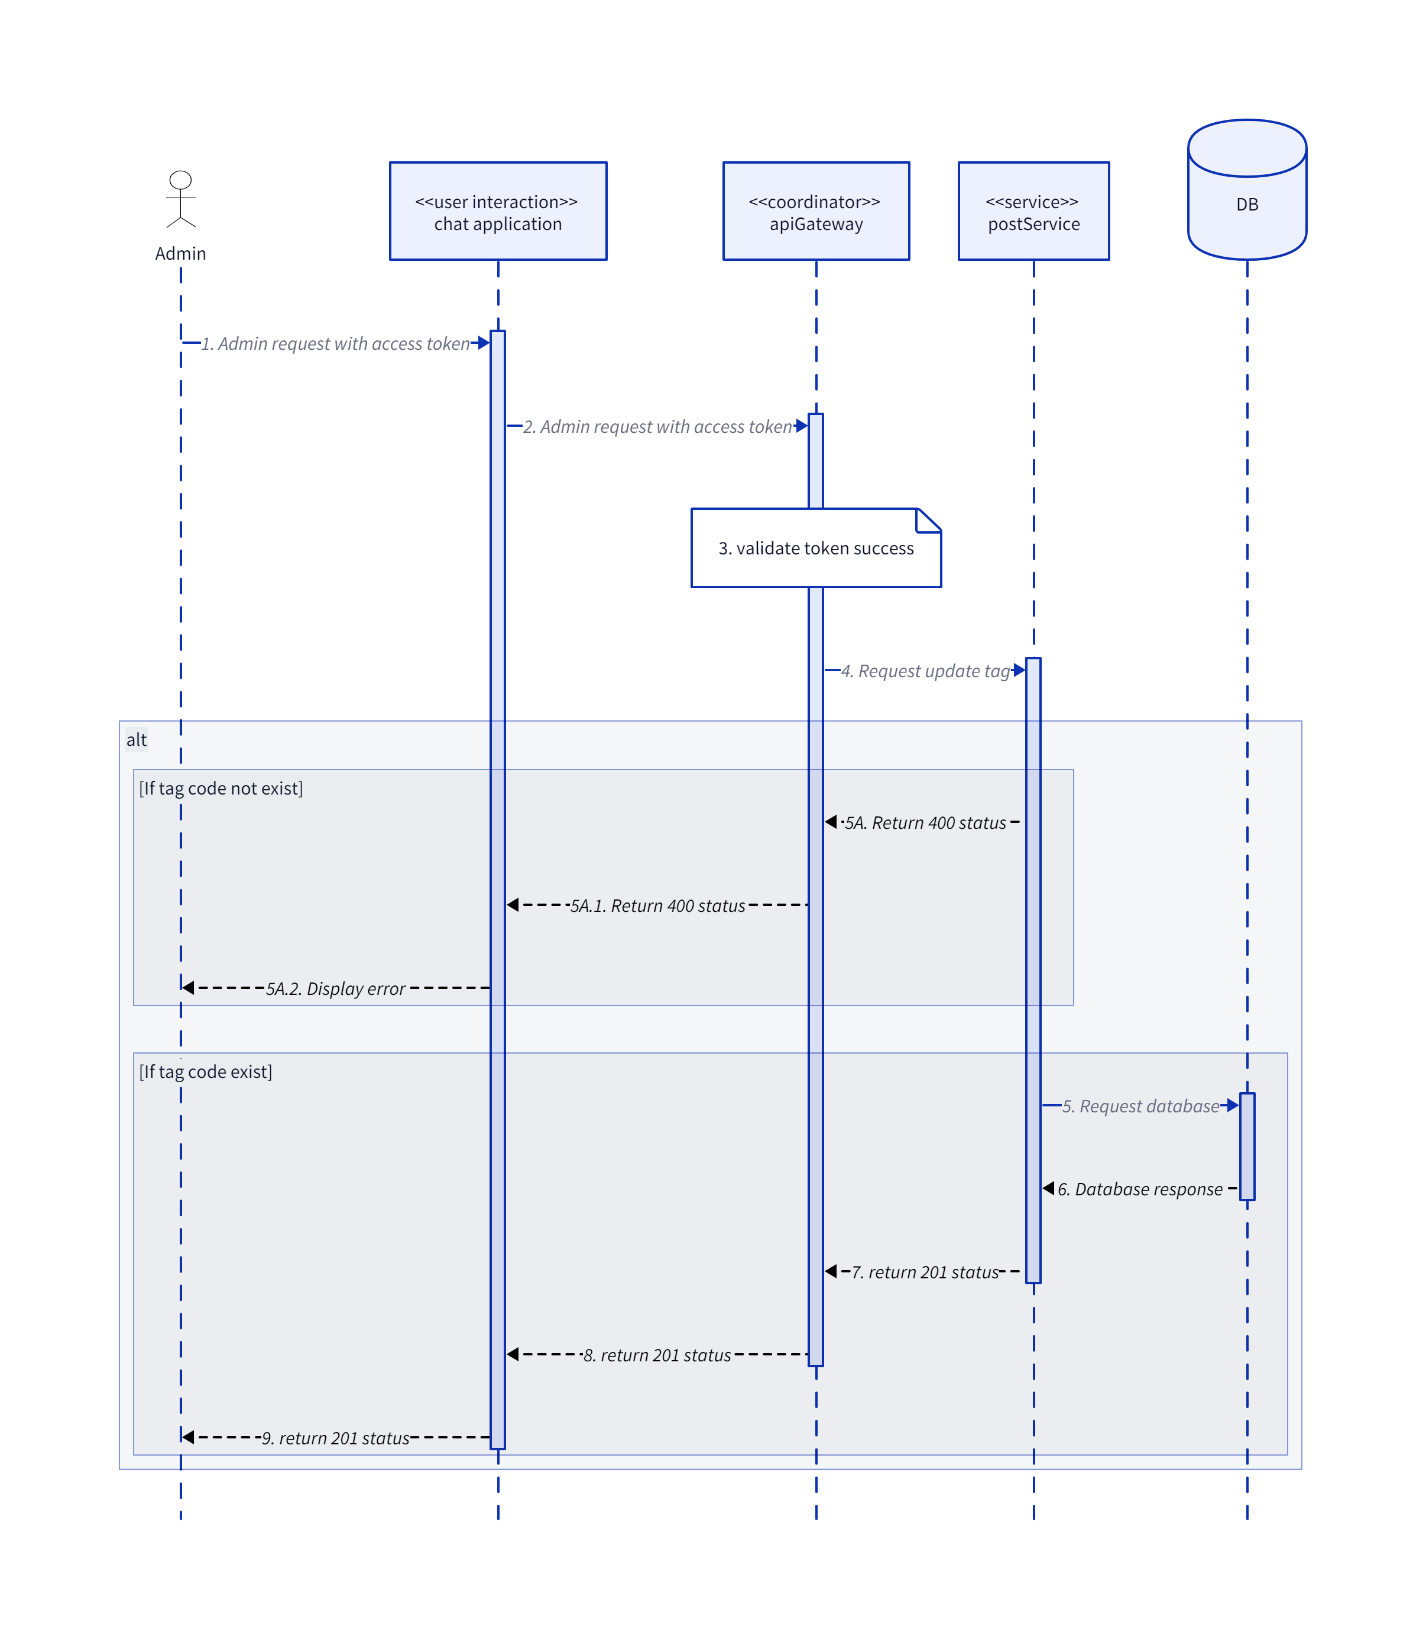 Admin
<<user interaction>>
chat application
<<coordinator>>
apiGateway
<<service>>
postService
DB
1. Admin request with access token
2. Admin request with access token
3. validate token success
4. Request update tag
alt
[If tag code not exist]
5A. Return 400 status
5A.1. Return 400 status
5A.2. Display error
[If tag code exist]
5. Request database
6. Database response
7. return 201 status
8. return 201 status
9. return 201 status